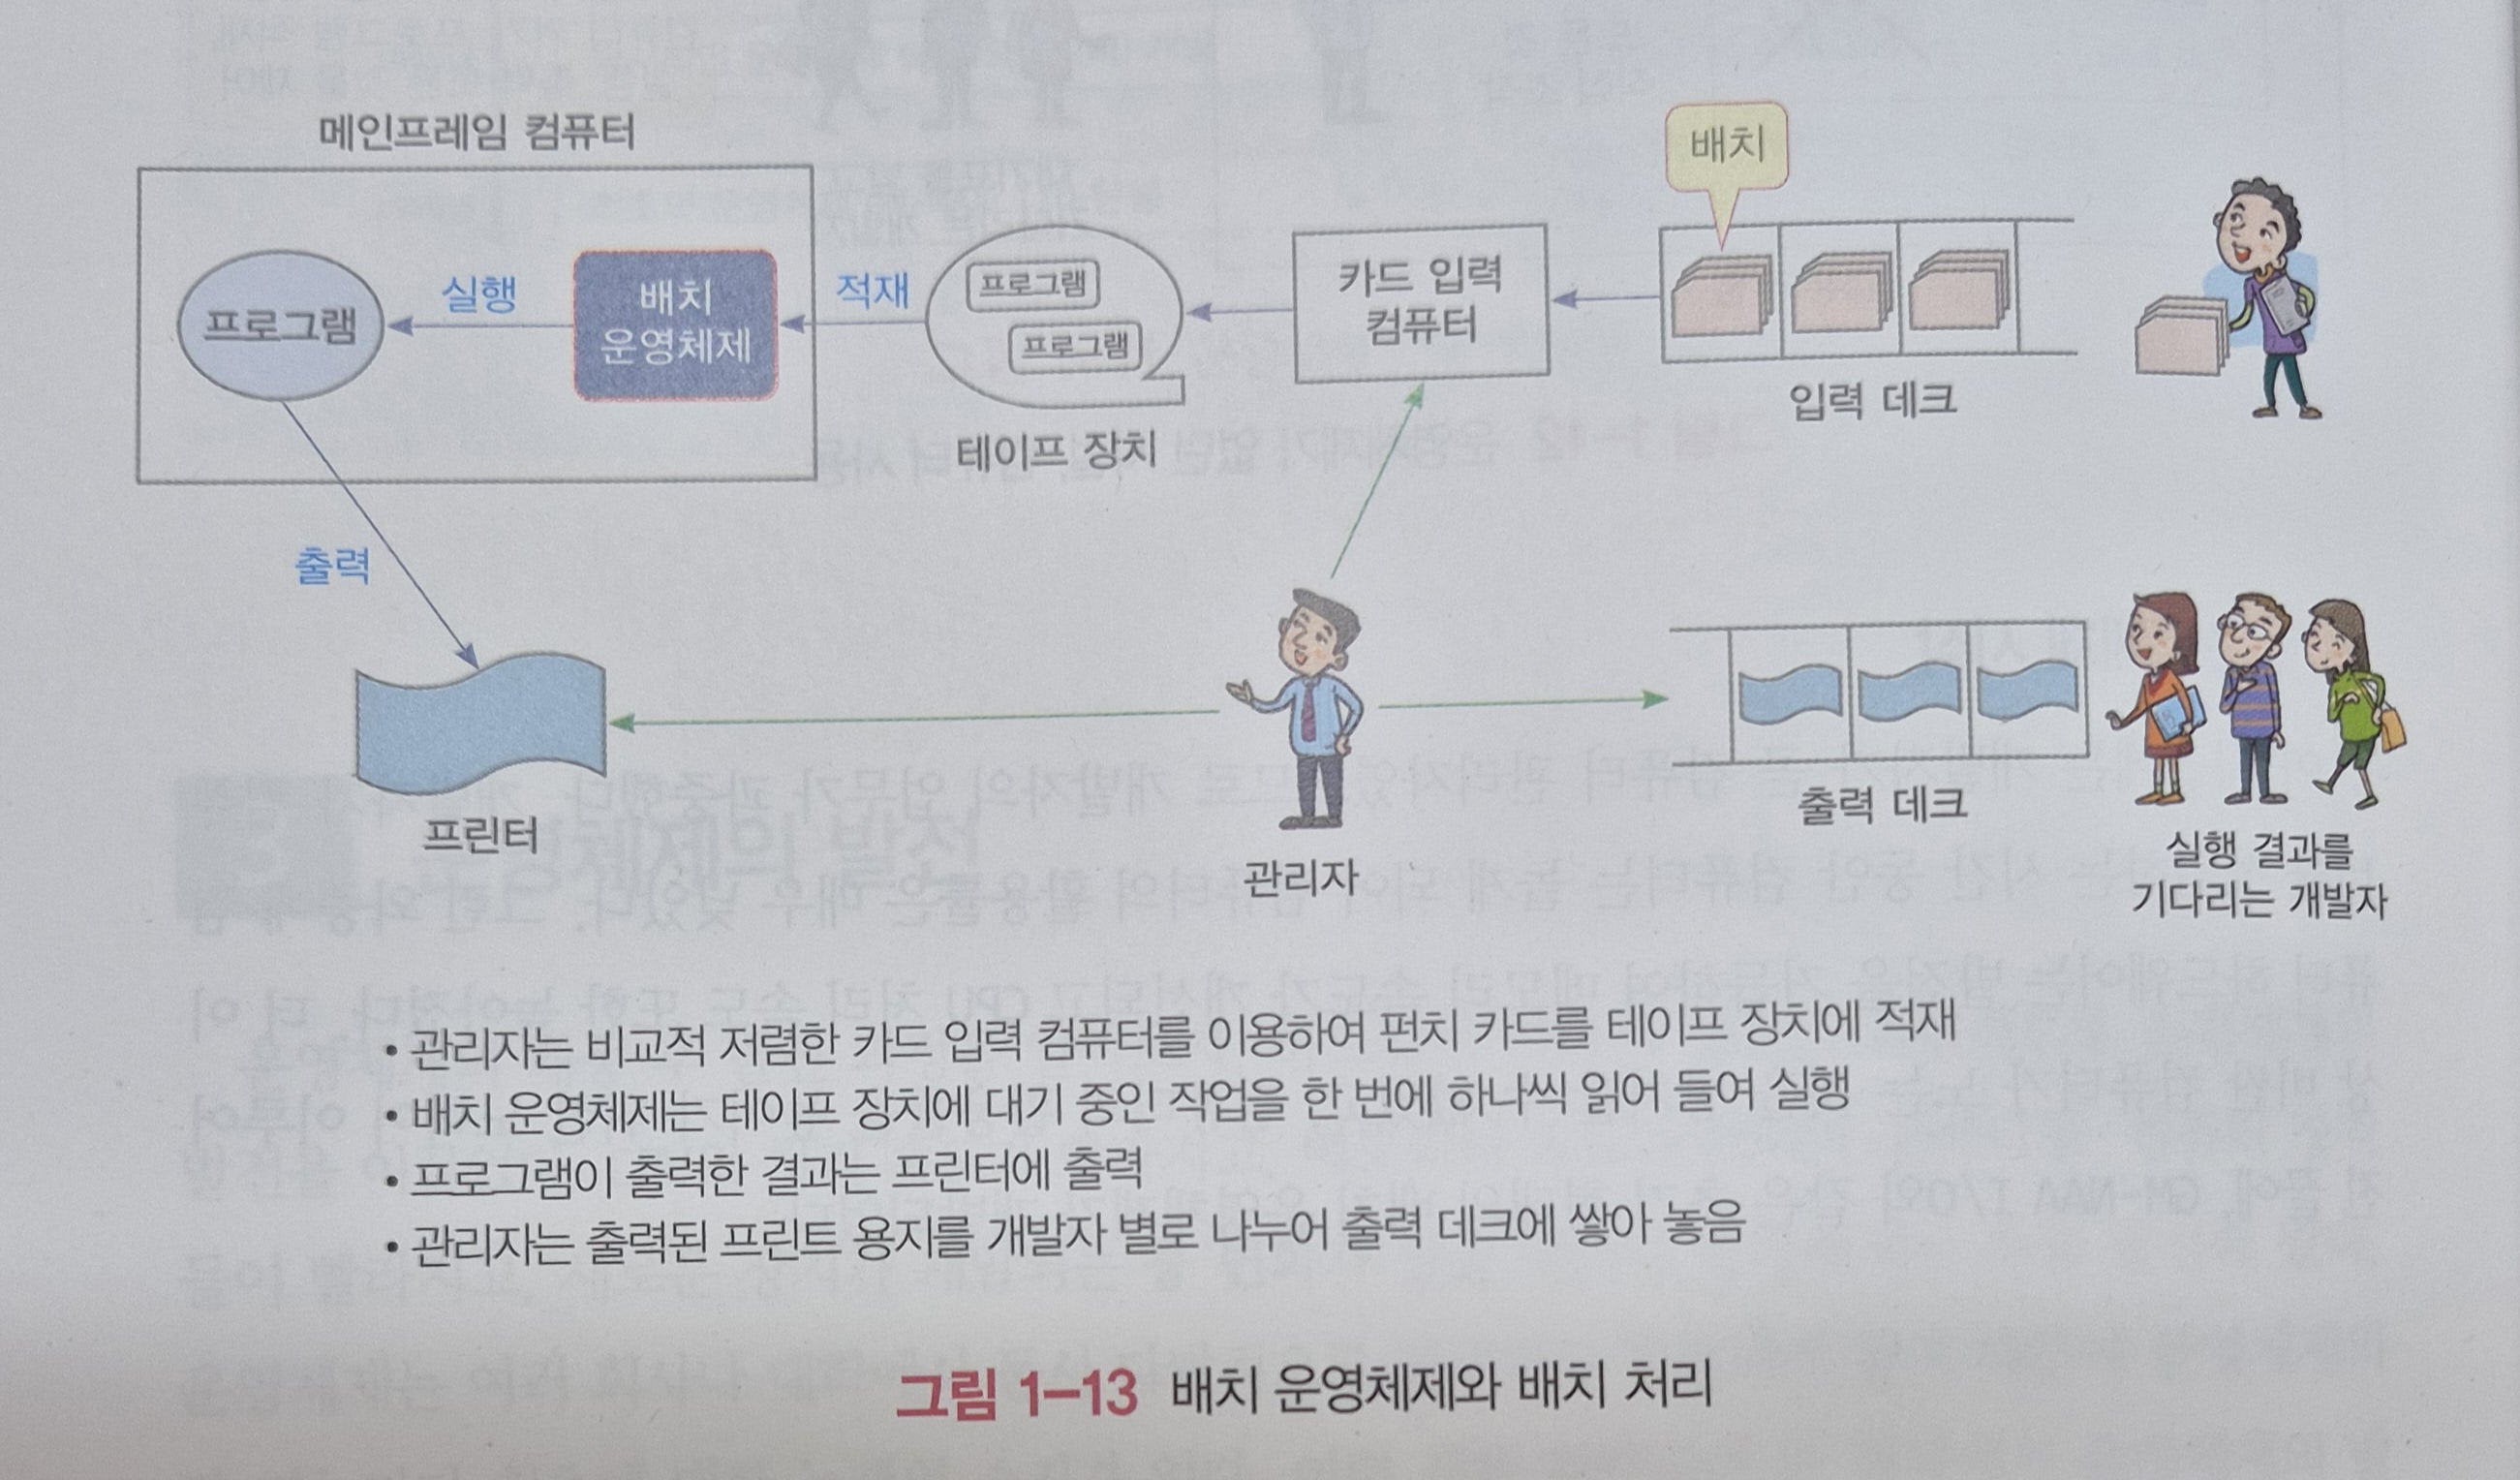 메인프레임 컴퓨터
배치
프로그램
실행
배치
운영체제
적재
프로그램
프로그램
카드 입력
컴퓨터
테이프 장치
입력 데크
출력
프린터
관리자
출력 데크
실행 결과를
기다리는 개발자
• 관리자는 비교적 저렴한 카드 입력 컴퓨터를 이용하여 펀치 카드를 테이프 장치에 적재
• 배치 운영체제는 테이프 장치에 대기 중인 작업을 한 번에 하나씩 읽어 들여 실행
• 프로그램이 출력한 결과는 프린터에 출력
• 관리자는 출력된 프린트 용지를 개발자 별로 나누어 출력 데크에 쌓아 놓음
그림 1-13 배치 운영체제와 배치 처리